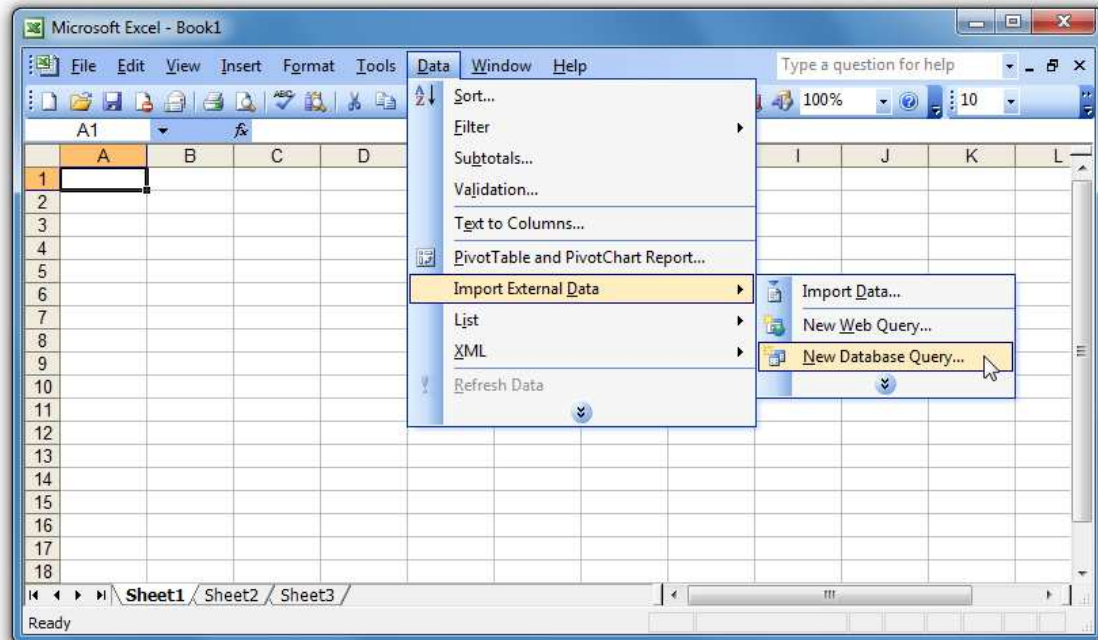 Microsoft Excel - Book1
File Edit View Insert Format Tools Data Window Help Type a question for help
100% 10
A1 fx
A B C D I J K L
Sort...
Filter
Subtotals...
Validation...
Text to Columns...
PivotTable and PivotChart Report...
Import External Data
List
XML
Refresh Data
Import Data...
New Web Query...
New Database Query...
1
2
3
4
5
6
7
8
9
10
11
12
13
14
15
16
17
18
Sheet1 Sheet2 Sheet3
Ready